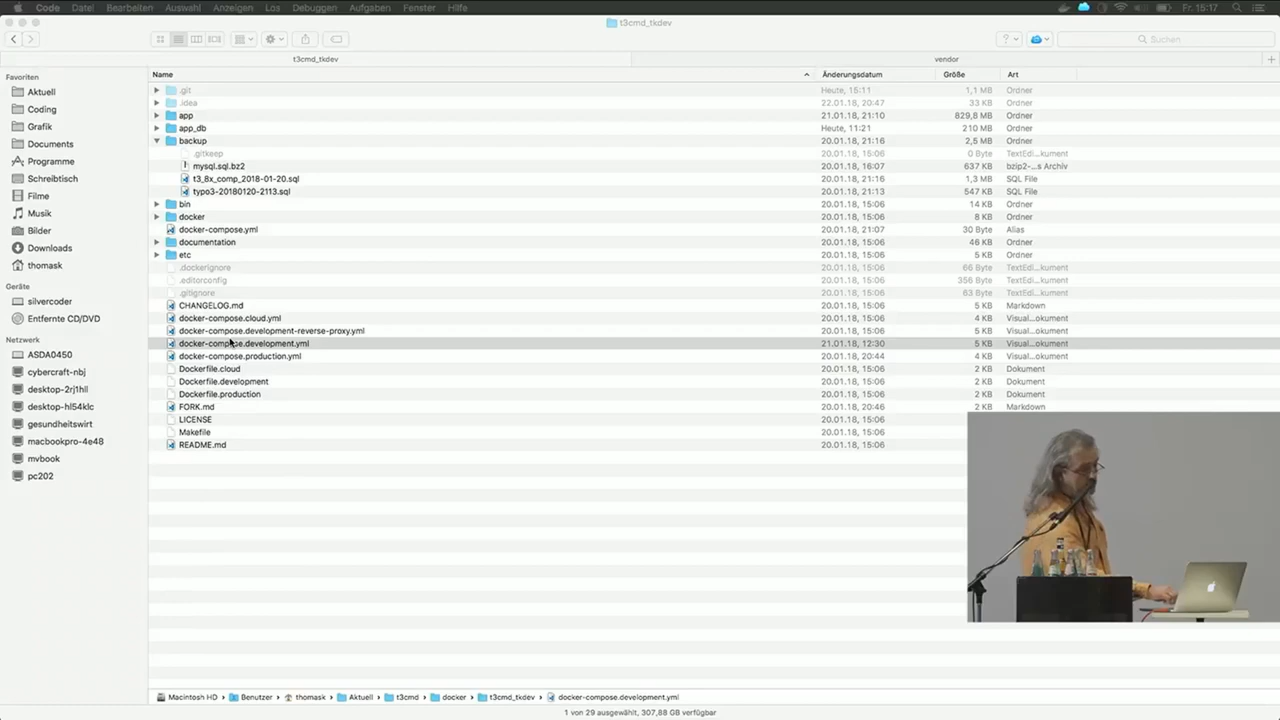 Code Datei Bearbeiten Auswahl Anzeigen Los Debuggen Aufgaben Fenster Hilfe Fr. 15:17
t3cmd_tkdev
Suchen
t3cmd_tkdev vendor
Favoriten
Aktuell
Coding
Grafik
Documents
Programme
Schreibtisch
Filme
Musik
Bilder
Downloads
thomask
Geräte
silvercoder
Entfernte CD/DVD
Netzwerk
ASDA0450
cybercraft-nbj
desktop-2rj1hll
desktop-hl54klc
gesundheitswirt
macbookpro-4e48
mvbook
pc202
Name Änderungsdatum Größe Art
.git Heute, 15:11 1,1 MB Ordner
.idea 22.01.18, 20:47 33 KB Ordner
app 21.01.18, 21:10 829,8 MB Ordner
app_db Heute, 11:21 210 MB Ordner
backup 20.01.18, 21:16 2,5 MB Ordner
.gitkeep 20.01.18, 15:06 0 Byte TextEdi...kument
mysql.sql.bz2 20.01.18, 16:07 637 KB bzip2-...s Archiv
t3_8x_comp_2018-01-20.sql 20.01.18, 21:16 1,3 MB SQL File
typo3-20180120-2113.sql 20.01.18, 21:13 547 KB SQL File
bin 20.01.18, 15:06 14 KB Ordner
docker 20.01.18, 15:06 8 KB Ordner
docker-compose.yml 20.01.18, 21:07 30 Byte Alias
documentation 20.01.18, 15:06 46 KB Ordner
etc 20.01.18, 15:06 5 KB Ordner
.dockerignore 20.01.18, 15:06 66 Byte TextEdi...kument
.editorconfig 20.01.18, 15:06 356 Byte TextEdi...kument
.gitignore 20.01.18, 15:06 63 Byte TextEdi...kument
CHANGELOG.md 20.01.18, 15:06 5 KB Markdown
docker-compose.cloud.yml 20.01.18, 15:06 4 KB Visual...okument
docker-compose.development-reverse-proxy.yml 20.01.18, 15:06 5 KB Visual...okument
docker-compose.development.yml 21.01.18, 12:30 5 KB Visual...okument
docker-compose.production.yml 20.01.18, 20:44 4 KB Visual...okument
Dockerfile.cloud 20.01.18, 15:06 2 KB Dokument
Dockerfile.development 20.01.18, 15:06 2 KB Dokument
Dockerfile.production 20.01.18, 15:06 2 KB Dokument
FORK.md 20.01.18, 20:46 2 KB Markdown
LICENSE 20.01.18, 15:06
Makefile 20.01.18, 15:06
README.md 20.01.18, 15:06
Macintosh HD Benutzer thomask Aktuell t3cmd docker t3cmd_tkdev docker-compose.development.yml
1 von 29 ausgewählt, 307,88 GB verfügbar